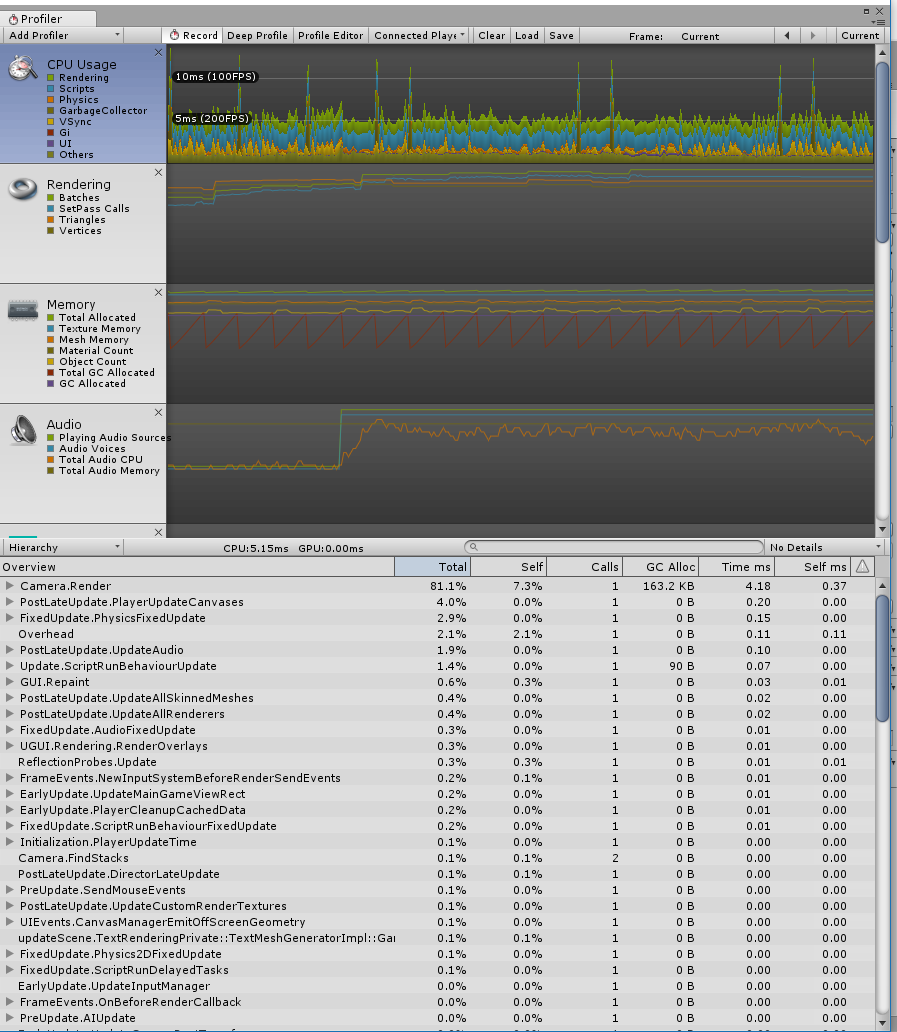 Profiler
Add Profiler Record Deep Profile Profile Editor Connected Playe Clear Load Save Frame: Current Current
CPU Usage
Rendering
Scripts
Physics
GarbageCollector
VSync
Gi
UI
Others
10ms (100FPS)
5ms (200FPS)
Rendering
Batches
SetPass Calls
Triangles
Vertices
Memory
Total Allocated
Texture Memory
Mesh Memory
Material Count
Object Count
Total GC Allocated
GC Allocated
Audio
Playing Audio Sources
Audio Voices
Total Audio CPU
Total Audio Memory
Hierarchy CPU:5.15ms GPU:0.00ms No Details
Overview Total Self Calls GC Alloc Time ms Self ms
Camera.Render 81.1% 7.3% 1 163.2 KB 4.18 0.37
PostLateUpdate.PlayerUpdateCanvases 4.0% 0.0% 1 0 B 0.20 0.00
FixedUpdate.PhysicsFixedUpdate 2.9% 0.0% 1 0 B 0.15 0.00
Overhead 2.1% 2.1% 1 0 B 0.11 0.11
PostLateUpdate.UpdateAudio 1.9% 0.0% 1 0 B 0.10 0.00
Update.ScriptRunBehaviourUpdate 1.4% 0.0% 1 90 B 0.07 0.00
GUI.Repaint 0.6% 0.3% 1 0 B 0.03 0.01
PostLateUpdate.UpdateAllSkinnedMeshes 0.4% 0.0% 1 0 B 0.02 0.00
PostLateUpdate.UpdateAllRenderers 0.4% 0.0% 1 0 B 0.02 0.00
FixedUpdate.AudioFixedUpdate 0.3% 0.0% 1 0 B 0.01 0.00
UGUI.Rendering.RenderOverlays 0.3% 0.0% 1 0 B 0.01 0.00
ReflectionProbes.Update 0.3% 0.3% 1 0 B 0.01 0.01
FrameEvents.NewInputSystemBeforeRenderSendEvents 0.2% 0.1% 1 0 B 0.01 0.00
EarlyUpdate.UpdateMainGameViewRect 0.2% 0.0% 1 0 B 0.01 0.00
EarlyUpdate.PlayerCleanupCachedData 0.2% 0.0% 1 0 B 0.01 0.00
FixedUpdate.ScriptRunBehaviourFixedUpdate 0.2% 0.0% 1 0 B 0.01 0.00
Initialization.PlayerUpdateTime 0.1% 0.0% 1 0 B 0.00 0.00
Camera.FindStacks 0.1% 0.1% 2 0 B 0.00 0.00
PostLateUpdate.DirectorLateUpdate 0.1% 0.1% 1 0 B 0.00 0.00
PreUpdate.SendMouseEvents 0.1% 0.0% 1 0 B 0.00 0.00
PostLateUpdate.UpdateCustomRenderTextures 0.1% 0.0% 1 0 B 0.00 0.00
UIEvents.CanvasManagerEmitOffScreenGeometry 0.1% 0.0% 1 0 B 0.00 0.00
updateScene.TextRenderingPrivate::TextMeshGeneratorImpl::Gar 0.1% 0.1% 1 0 B 0.00 0.00
FixedUpdate.Physics2DFixedUpdate 0.1% 0.0% 1 0 B 0.00 0.00
FixedUpdate.ScriptRunDelayedTasks 0.1% 0.0% 1 0 B 0.00 0.00
EarlyUpdate.UpdateInputManager 0.0% 0.0% 1 0 B 0.00 0.00
FrameEvents.OnBeforeRenderCallback 0.0% 0.0% 1 0 B 0.00 0.00
PreUpdate.AIUpdate 0.0% 0.0% 1 0 B 0.00 0.00